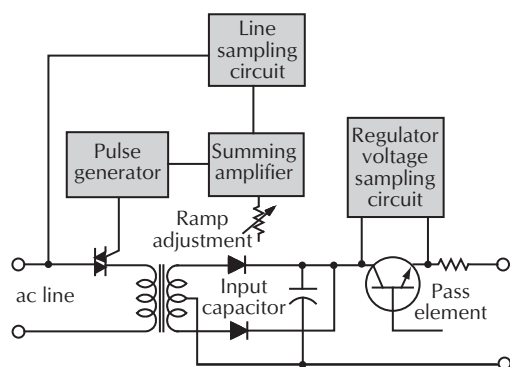 Line
sampling
circuit
Pulse
generator
Summing
amplifier
Regulator
voltage
sampling
circuit
Ramp
adjustment
ac line
Input
capacitor
Pass
element